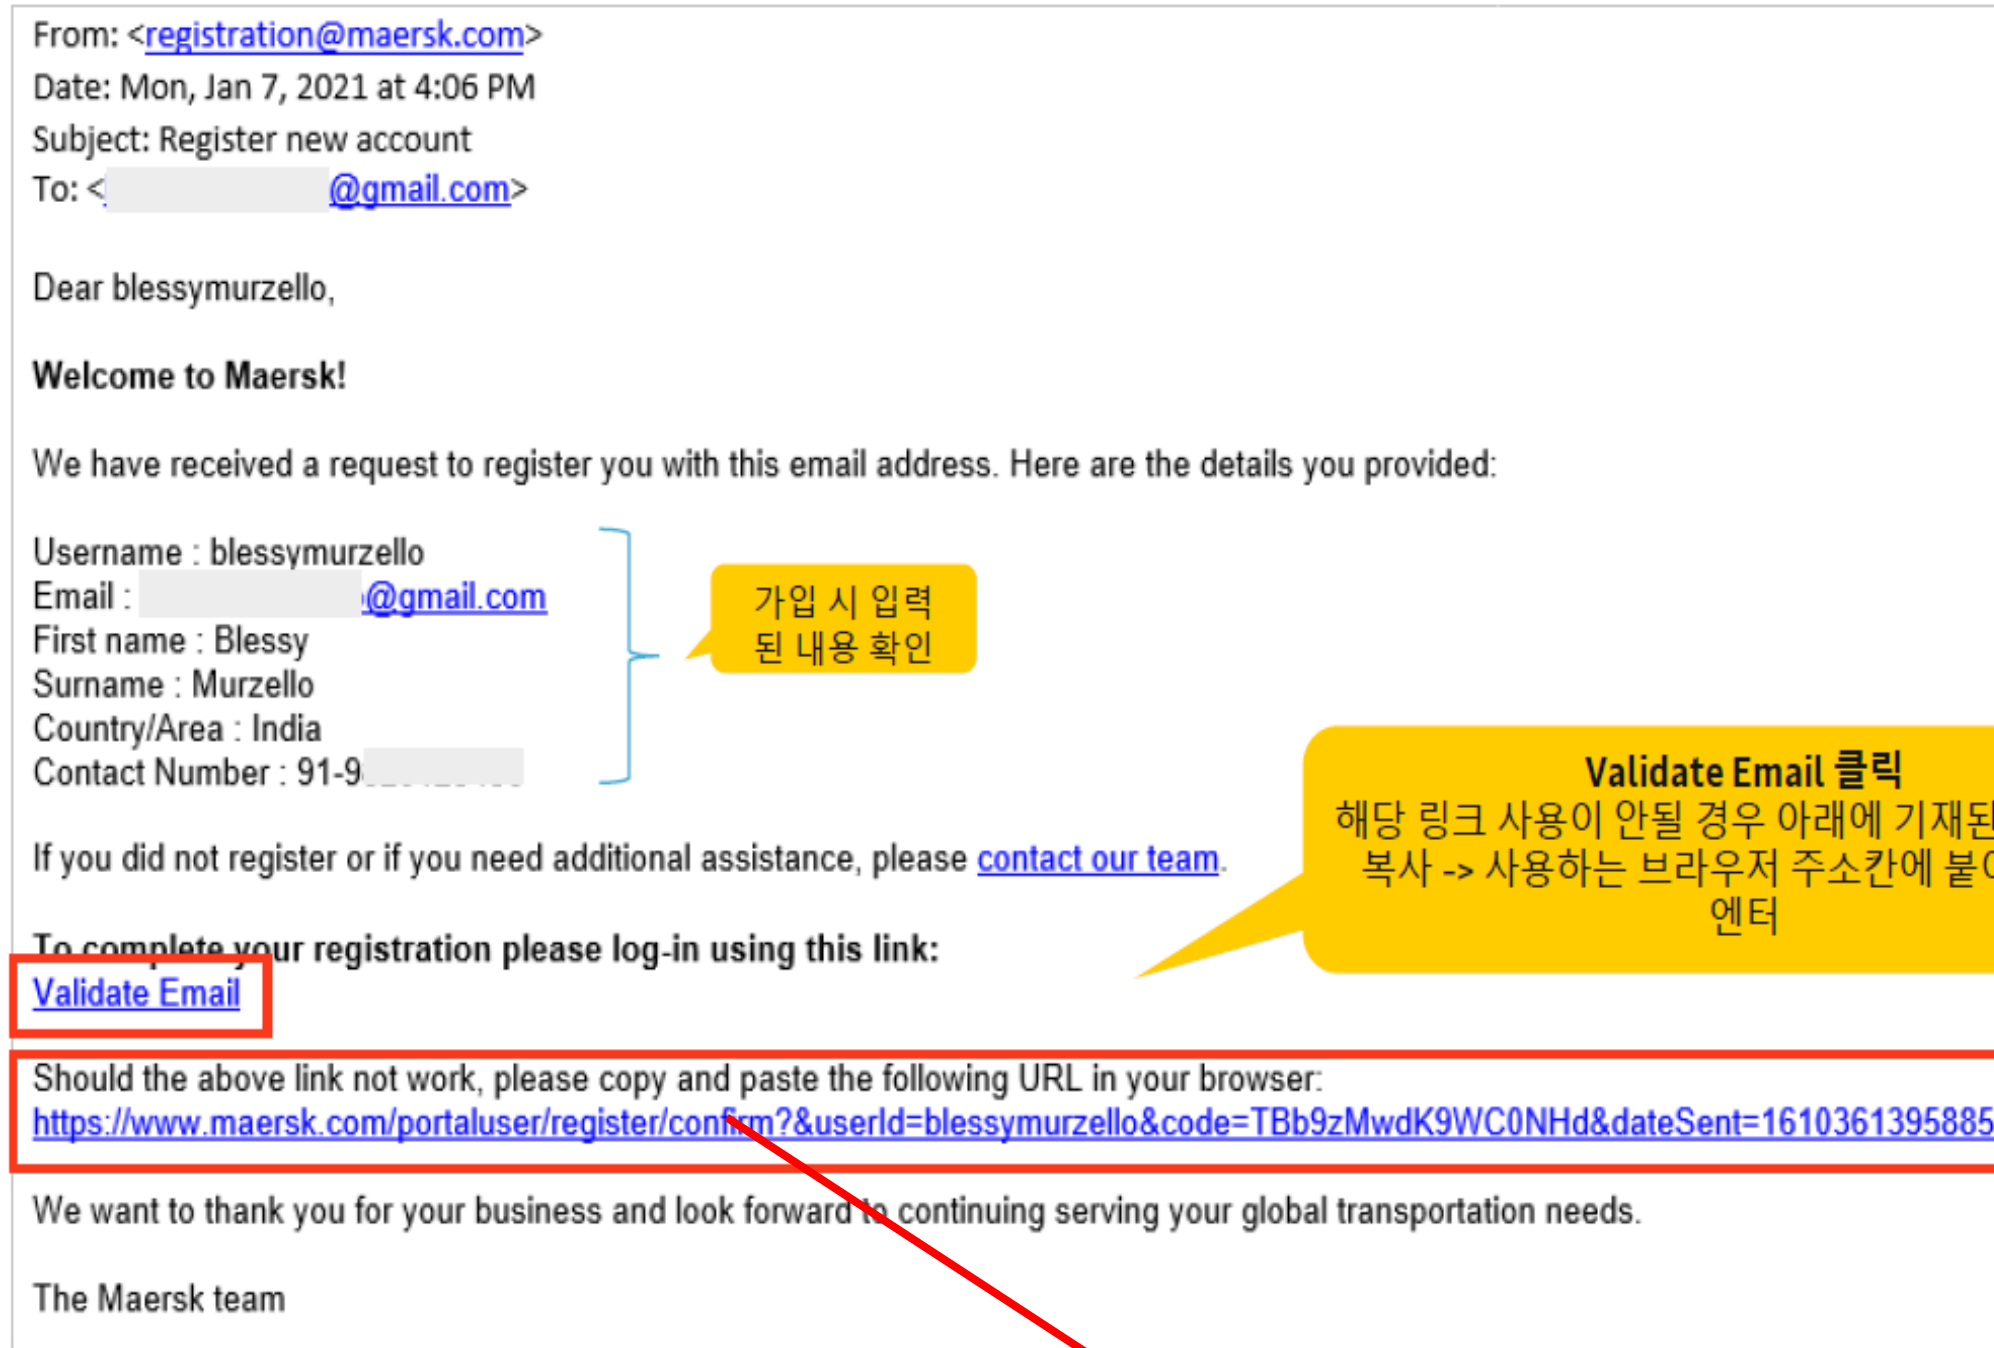 From: <registration@maersk.com>
Date: Mon, Jan 7, 2021 at 4:06 PM
Subject: Register new account
To: < @gmail.com>
Dear blessymurzello,
Welcome to Maersk!
We have received a request to register you with this email address. Here are the details you provided:
Username : blessymurzello
Email : @gmail.com
First name : Blessy
Surname : Murzello
Country/Area : India
Contact Number : 91-9
가입 시 입력
된 내용 확인
If you did not register or if you need additional assistance, please contact our team.
Validate Email 클릭
해당 링크 사용이 안될 경우 아래에 기재된
복사 -> 사용하는 브라우저 주소칸에
엔터
To complete your registration please log-in using this link:
Validate Email
Should the above link not work, please copy and paste the following URL in your browser:
https://www.maersk.com/portaluser/register/confirm?&userId=blessymurzello&code=TBb9zMwdK9WC0NHd&dateSent=1610361395885
We want to thank you for your business and look forward to continuing serving your global transportation needs.
The Maersk team